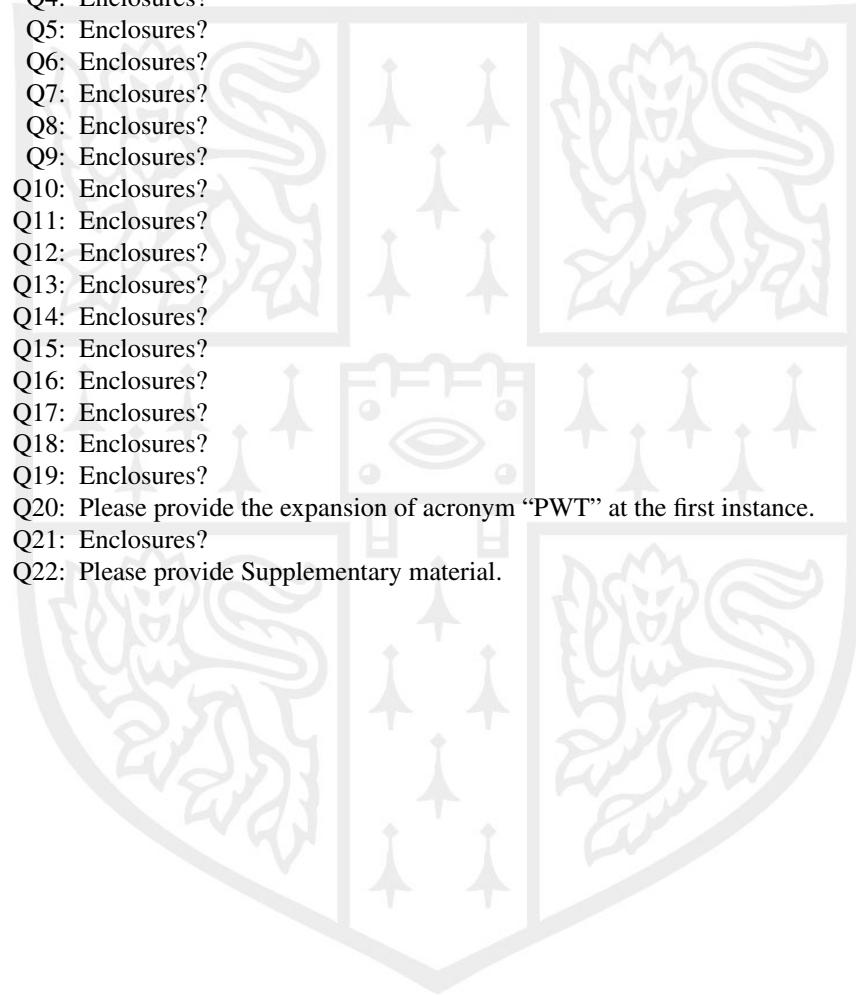 Q4: Enclosures?
Q5: Enclosures?
Q6: Enclosures?
Q7: Enclosures?
Q8: Enclosures?
Q9: Enclosures?
Q10: Enclosures?
Q11: Enclosures?
Q12: Enclosures?
Q13: Enclosures?
Q14: Enclosures?
Q15: Enclosures?
Q16: Enclosures?
Q17: Enclosures?
Q18: Enclosures?
Q19: Enclosures?
Q20: Please provide the expansion of acronym “PWT” at the first instance.
Q21: Enclosures?
Q22: Please provide Supplementary material.